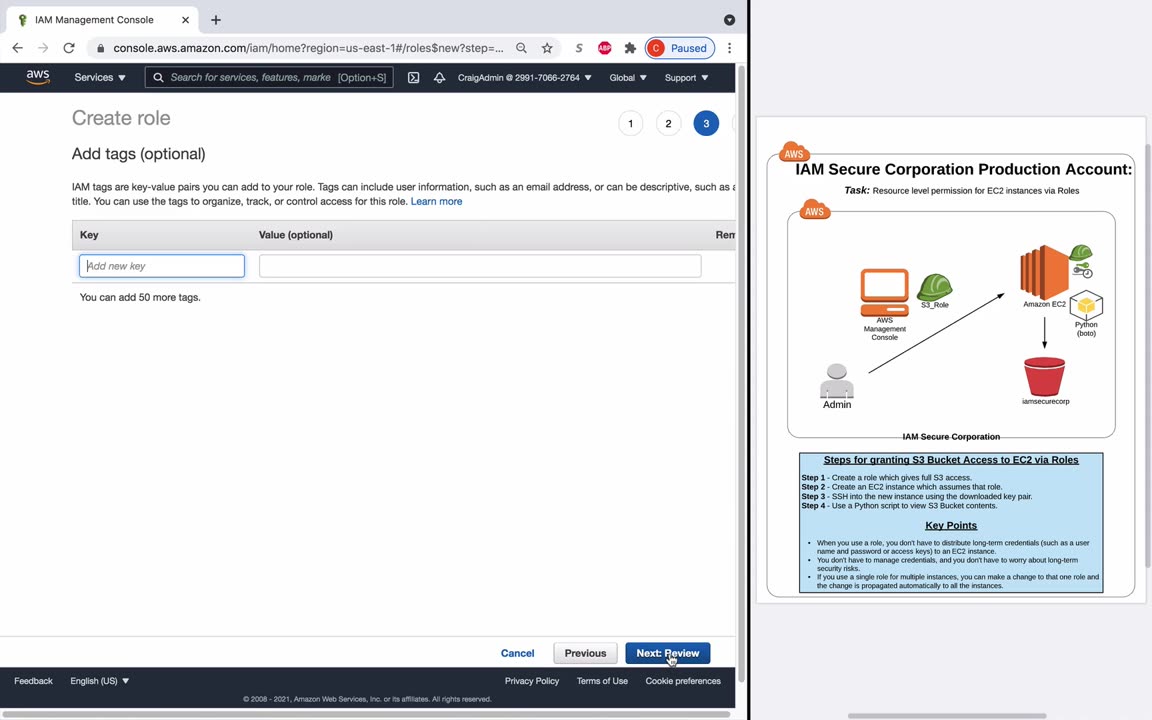 IAM Management Console
console.aws.amazon.com/iam/home?region=us-east-1#/roles$new?step=...
S
ABP
C Paused
aws
Services
Search for services, features, marke [Option+S]
CraigAdmin @ 2991-7066-2764
Global
Support
Create role
1
2
3
Add tags (optional)
IAM tags are key-value pairs you can add to your role. Tags can include user information, such as an email address, or can be descriptive, such as a
title. You can use the tags to organize, track, or control access for this role. Learn more
Key
Value (optional)
Rem
Add new key
You can add 50 more tags.
Cancel
Previous
Next: Review
Feedback
English (US)
Privacy Policy
Terms of Use
Cookie preferences
© 2008 - 2021, Amazon Web Services, Inc. or its affiliates. All rights reserved.
AWS
IAM Secure Corporation Production Account:
Task: Resource level permission for EC2 instances via Roles
AWS
S3_Role
AWS
Management
Console
Amazon EC2
Python
(boto)
Admin
iamsecurecorp
IAM Secure Corporation
Steps for granting S3 Bucket Access to EC2 via Roles
Step 1 - Create a role which gives full S3 access.
Step 2 - Create an EC2 instance which assumes that role.
Step 3 - SSH into the new instance using the downloaded key pair.
Step 4 - Use a Python script to view S3 Bucket contents.
Key Points
• When you use a role, you don't have to distribute long-term credentials (such as a user
name and password or access keys) to an EC2 instance.
• You don't have to manage credentials, and you don't have to worry about long-term
security risks.
• If you use a single role for multiple instances, you can make a change to that one role and
the change is propagated automatically to all the instances.